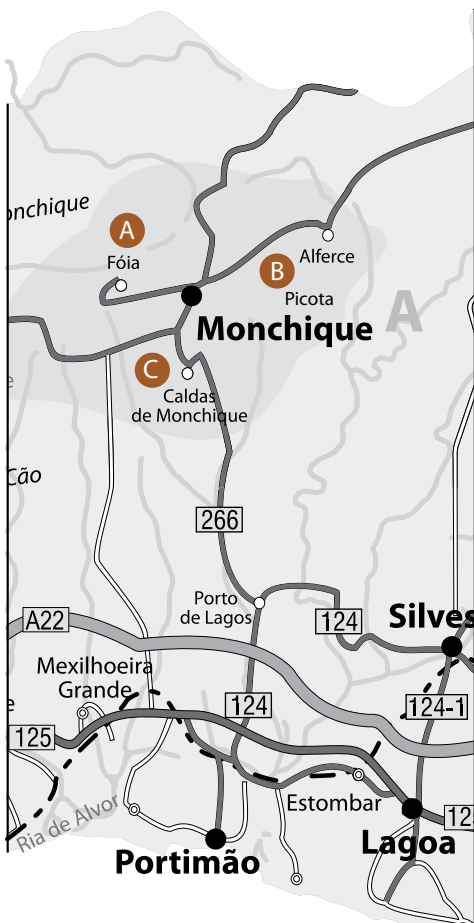 onchique
A
Fóia
Alferce
B
Picota
A
Monchique
C
Caldas
de Monchique
e
Cão
266
Porto
de Lagos
A22
124
Silves
Mexilhoeira
Grande
e
124
124-1
125
Estombar
12
Ria de Alvor
Lagoa
Portimão